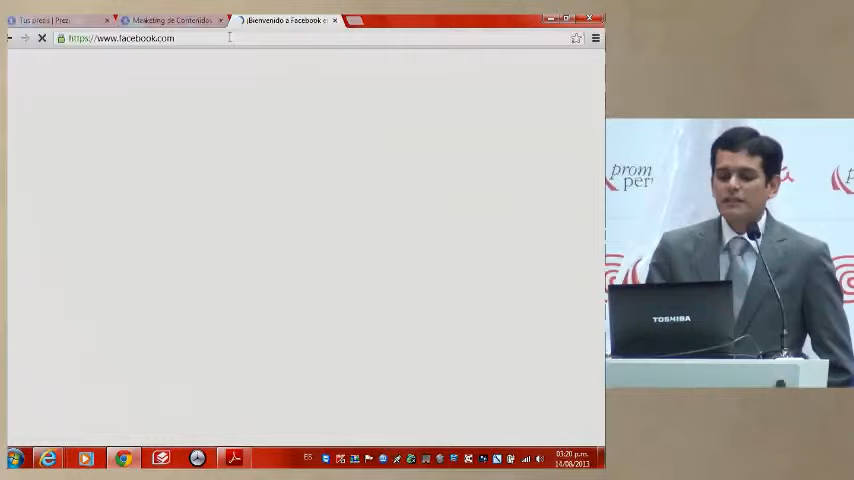 Tus prezis | Prezi
Marketing de Contenidos
¡Bienvenido a Facebook e
https://www.facebook.com
prom
per
TOSHIBA
ES
03:20 p.m.
14/08/2013